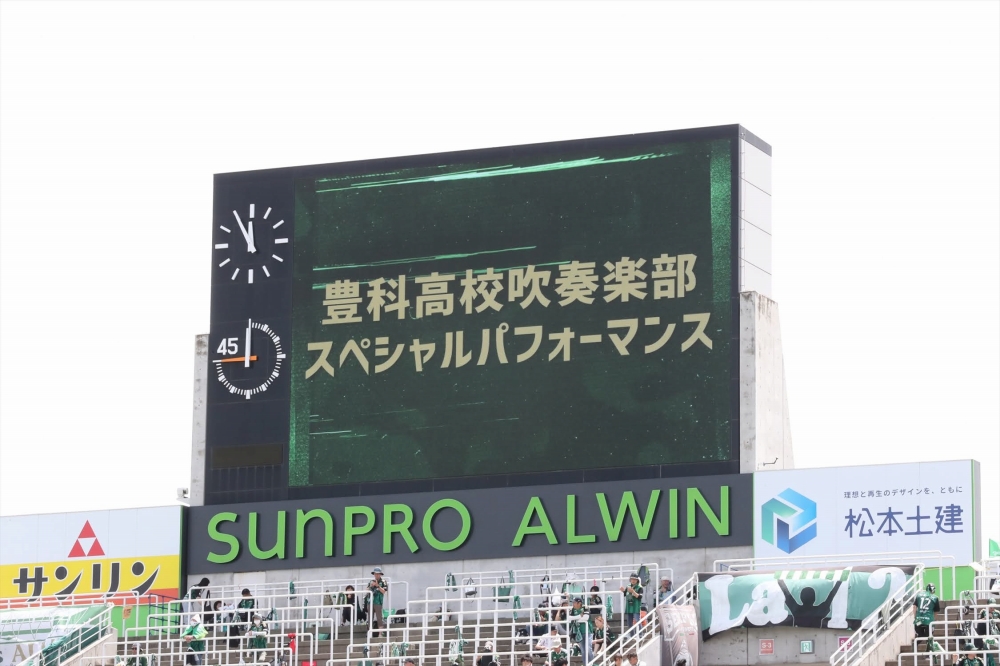 豊科高校吹奏楽部
スペシャルパフォーマンス
45
SUNPRO ALWIN
理想と再生のデザインを、ともに
松本土建
サンリン
12